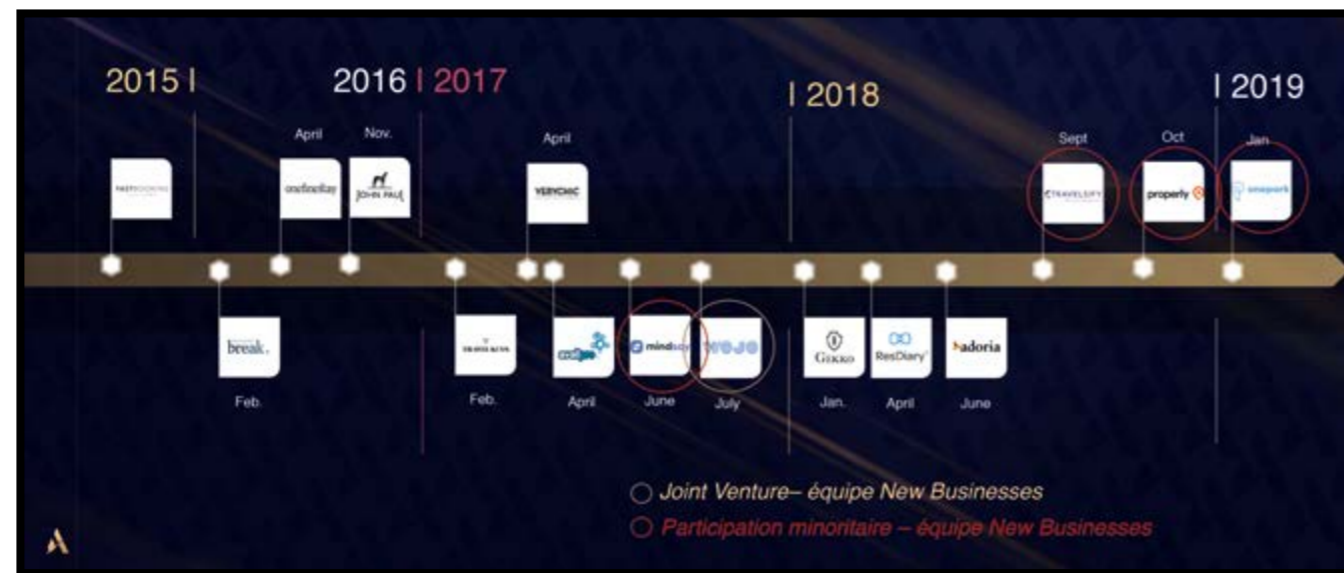 2015 |
2016 | 2017
| 2018
| 2019
April
Nov.
April
Sept
Oct
Jan
FASTBOOKING
onefinestay
JOHN PAUL
VERYCHIC
TRAVELSIFY
properly
onepark
break.
mindsay
WOJO
GEKKO
ResDiary
adoria
Feb.
Feb.
April
June
July
Jan.
April
June
Joint Venture– équipe New Businesses
Participation minoritaire – équipe New Businesses